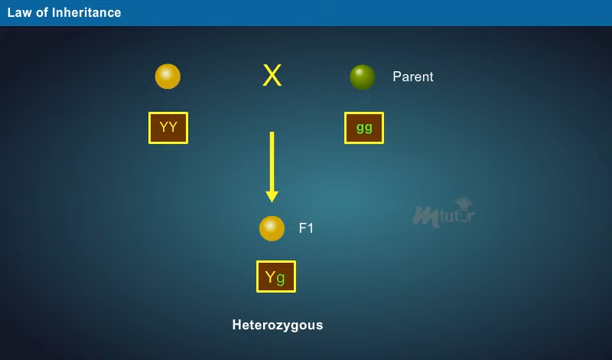 Law of Inheritance
X
Parent
YY
gg
F1
mtutor
Yg
Heterozygous